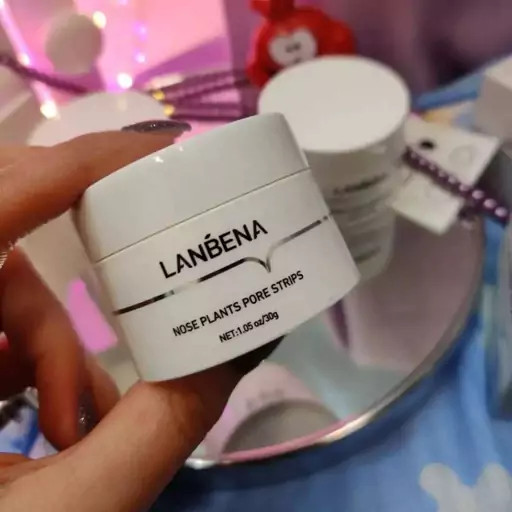 LANBENA
NOSE PLANTS PORE STRIPS
NET:1.05 oz/30g